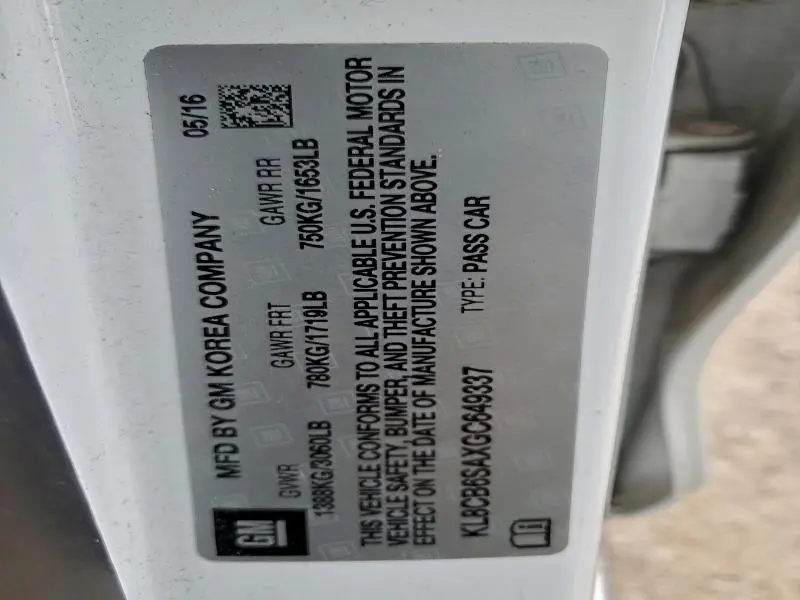 GM
MFD BY GM KOREA COMPANY 05/16
GVWR GAWR FRT GAWR RR
1388KG/3060LB 780KG/1719LB 750KG/1653LB
THIS VEHICLE CONFORMS TO ALL APPLICABLE U.S. FEDERAL MOTOR
VEHICLE SAFETY, BUMPER, AND THEFT PREVENTION STANDARDS IN
EFFECT ON THE DATE OF MANUFACTURE SHOWN ABOVE.
KL8CB6SAXGC649337 TYPE: PASS CAR